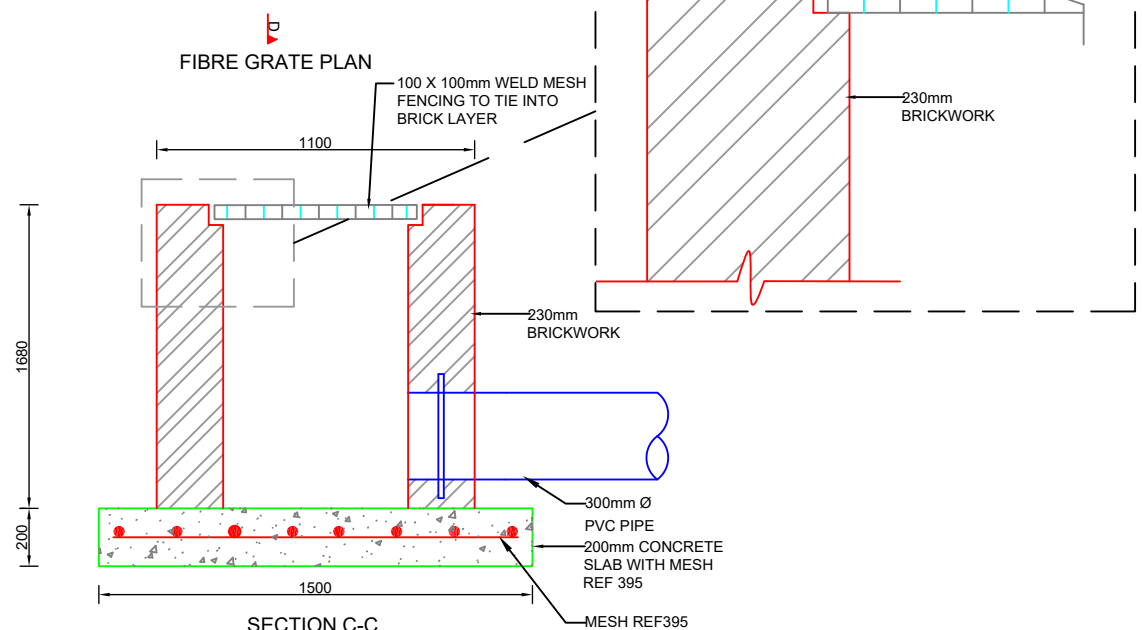 D
FIBRE GRATE PLAN
100 X 100mm WELD MESH
FENCING TO TIE INTO
BRICK LAYER
230mm
BRICKWORK
1100
1680
230mm
BRICKWORK
300mm Ø
PVC PIPE
200mm CONCRETE
SLAB WITH MESH
REF 395
200
1500
MESH REF395
SECTION C-C